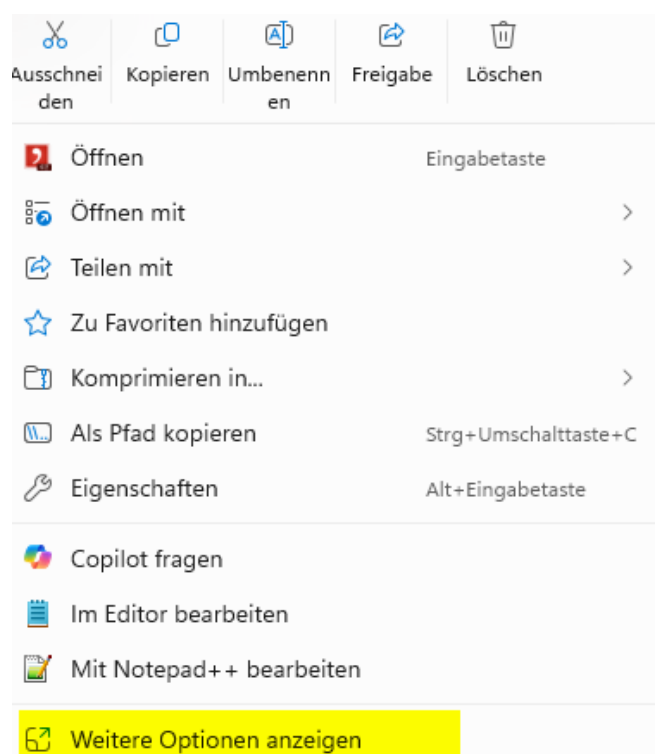 Ausschnei Kopieren Umbenenn Freigabe Löschen
den en
Öffnen Eingabetaste
Öffnen mit
Teilen mit
Zu Favoriten hinzufügen
Komprimieren in...
Als Pfad kopieren Strg+Umschalttaste+C
Eigenschaften Alt+Eingabetaste
Copilot fragen
Im Editor bearbeiten
Mit Notepad++ bearbeiten
Weitere Optionen anzeigen